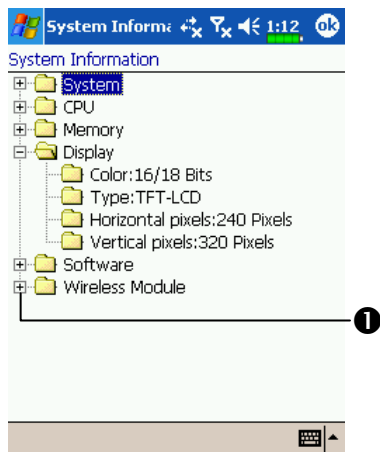 System Informa 1:12 ok
System Information
System
CPU
Memory
Display
Color:16/18 Bits
Type:TFT-LCD
Horizontal pixels:240 Pixels
Vertical pixels:320 Pixels
Software
Wireless Module
1